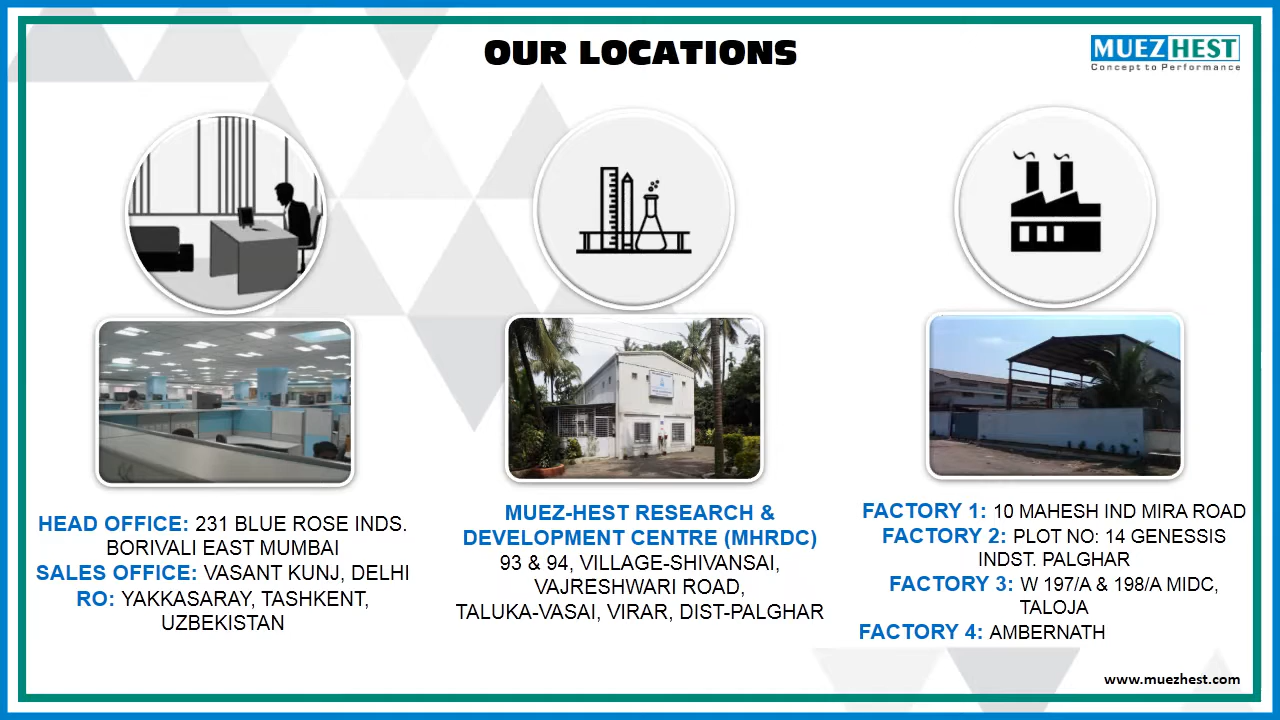 OUR LOCATIONS
MUEZHEST
Concept to Performance
HEAD OFFICE: 231 BLUE ROSE INDS.
BORIVALI EAST MUMBAI
SALES OFFICE: VASANT KUNJ, DELHI
RO: YAKKASARAY, TASHKENT,
UZBEKISTAN
MUEZ-HEST RESEARCH &
DEVELOPMENT CENTRE (MHRDC)
93 & 94, VILLAGE-SHIVANSAI,
VAJRESHWARI ROAD,
TALUKA-VASAI, VIRAR, DIST-PALGHAR
FACTORY 1: 10 MAHESH IND MIRA ROAD
FACTORY 2: PLOT NO: 14 GENESSIS
INDST. PALGHAR
FACTORY 3: W 197/A & 198/A MIDC,
TALOJA
FACTORY 4: AMBERNATH
www.muezhest.com